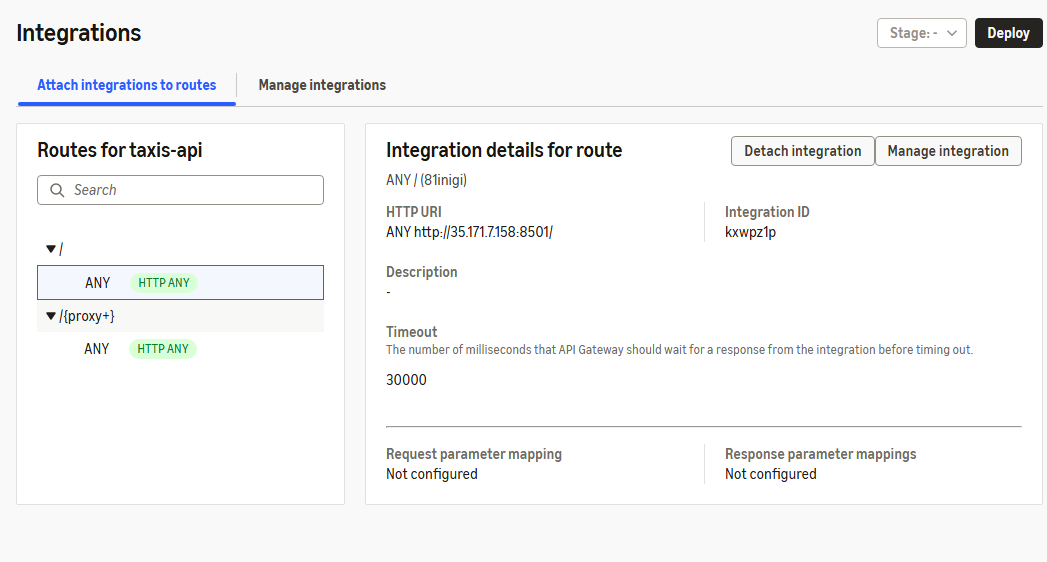 Integrations
Stage: -
Deploy
Attach integrations to routes
Manage integrations
Routes for taxis-api
Search
/
ANY HTTP ANY
/{proxy+}
ANY HTTP ANY
Integration details for route
Detach integration
Manage integration
ANY / (81inigi)
HTTP URI
ANY http://35.171.7.158:8501/
Integration ID
kxwpz1p
Description
-
Timeout
The number of milliseconds that API Gateway should wait for a response from the integration before timing out.
30000
Request parameter mapping
Not configured
Response parameter mappings
Not configured